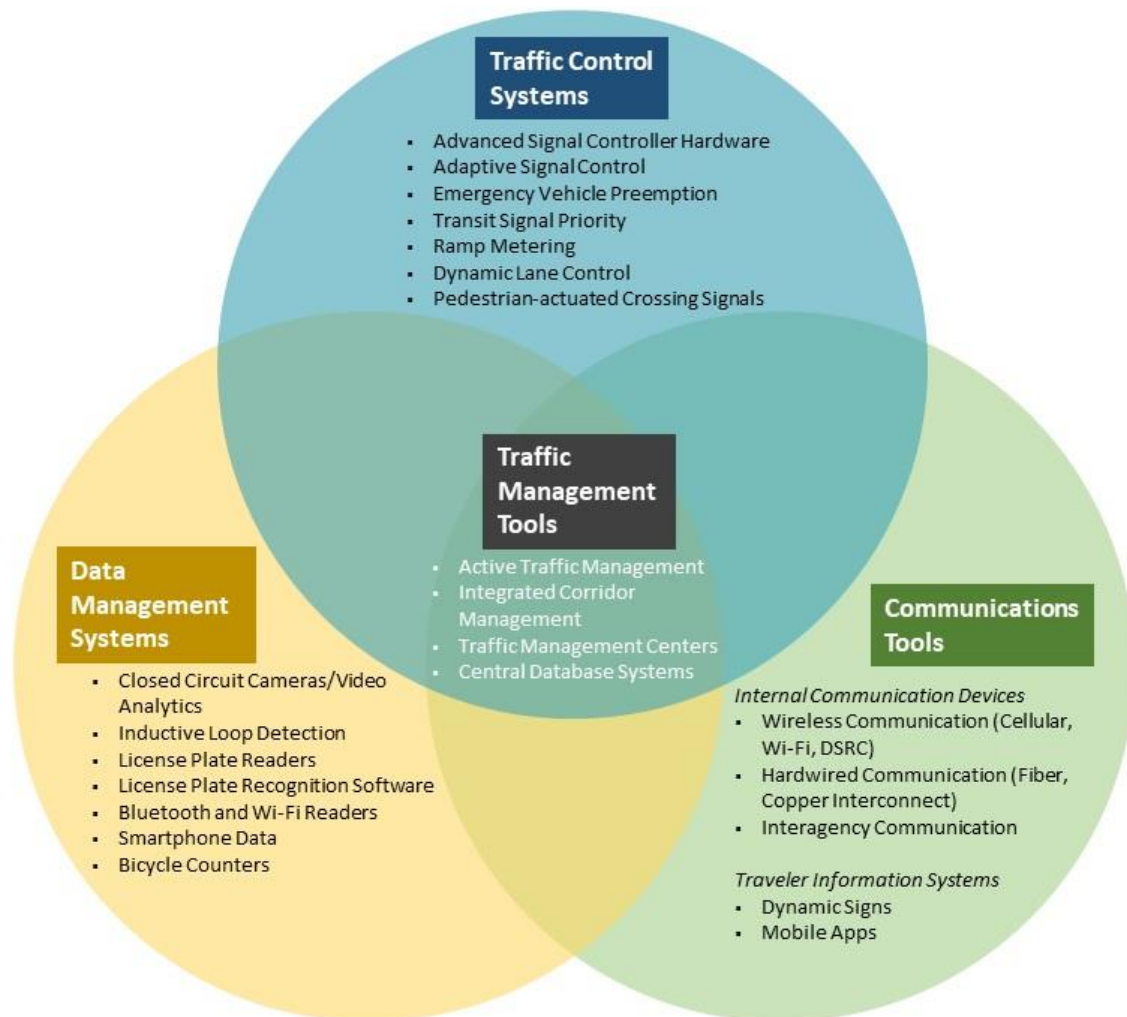 Traffic Control
Systems
▪ Advanced Signal Controller Hardware
▪ Adaptive Signal Control
▪ Emergency Vehicle Preemption
▪ Transit Signal Priority
▪ Ramp Metering
▪ Dynamic Lane Control
▪ Pedestrian-actuated Crossing Signals
Traffic
Management
Tools
▪ Active Traffic Management
▪ Integrated Corridor
Management
▪ Traffic Management Centers
▪ Central Database Systems
Data
Management
Systems
▪ Closed Circuit Cameras/Video
Analytics
▪ Inductive Loop Detection
▪ License Plate Readers
▪ License Plate Recognition Software
▪ Bluetooth and Wi-Fi Readers
▪ Smartphone Data
▪ Bicycle Counters
Communications
Tools
Internal Communication Devices
▪ Wireless Communication (Cellular,
Wi-Fi, DSRC)
▪ Hardwired Communication (Fiber,
Copper Interconnect)
▪ Interagency Communication
Traveler Information Systems
▪ Dynamic Signs
▪ Mobile Apps